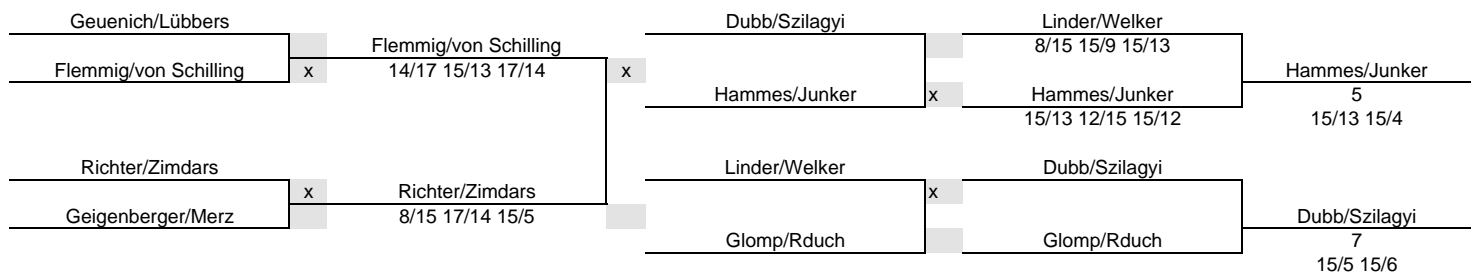 Geuenich/Lübbers Dubb/Szilagyi Linder/Welker
Flemmig/von Schilling 8/15 15/9 15/13
Flemmig/von Schilling x 14/17 15/13 17/14 x Hammes/Junker
Hammes/Junker x Hammes/Junker 5
15/13 12/15 15/12 15/13 15/4
Richter/Zimdars Linder/Welker Dubb/Szilagyi
x Richter/Zimdars x
Geigenberger/Merz 8/15 17/14 15/5 Dubb/Szilagyi
Glomp/Rduch Glomp/Rduch 7
15/5 15/6